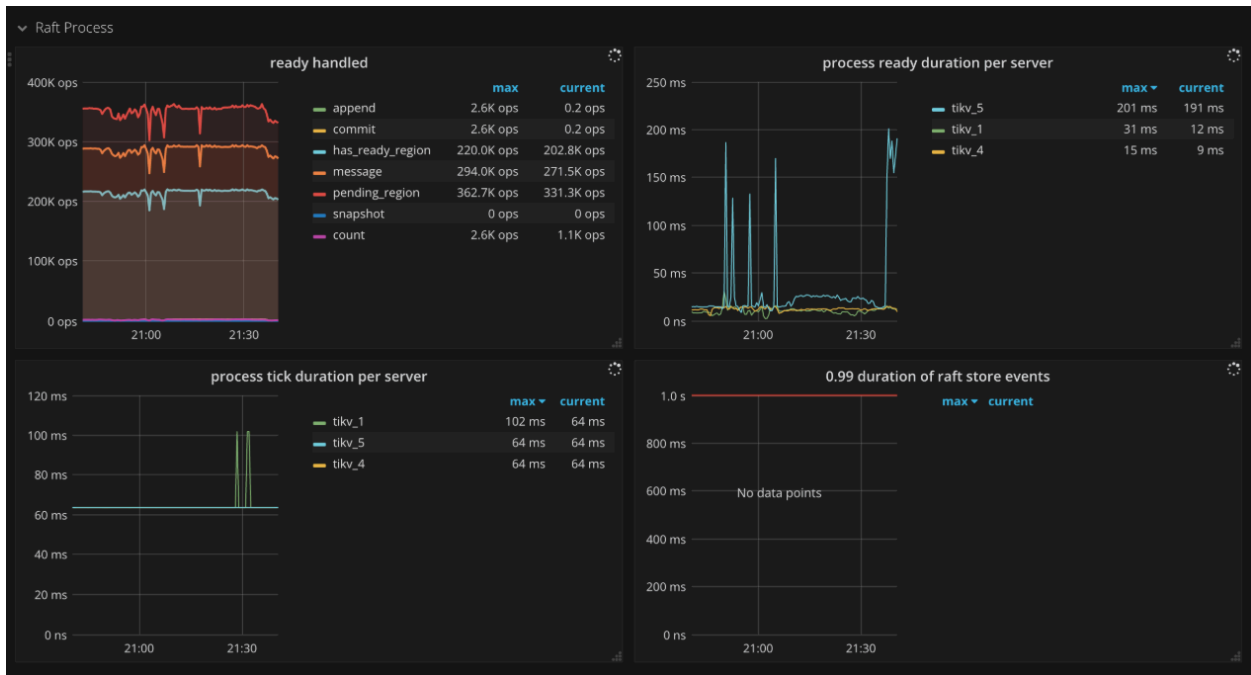 Raft Process
ready handled
400K ops
300K ops
200K ops
100K ops
0 ops
21:00 21:30
max current
append 2.6K ops 0.2 ops
commit 2.6K ops 0.2 ops
has_ready_region 220.0K ops 202.8K ops
message 294.0K ops 271.5K ops
pending_region 362.7K ops 331.3K ops
snapshot 0 ops 0 ops
count 2.6K ops 1.1K ops
process ready duration per server
250 ms
200 ms
150 ms
100 ms
50 ms
0 ns
21:00 21:30
max current
tikv_5 201 ms 191 ms
tikv_1 31 ms 12 ms
tikv_4 15 ms 9 ms
process tick duration per server
120 ms
100 ms
80 ms
60 ms
40 ms
20 ms
0 ns
21:00 21:30
max current
tikv_1 102 ms 64 ms
tikv_5 64 ms 64 ms
tikv_4 64 ms 64 ms
0.99 duration of raft store events
1.0 s
800 ms
600 ms
400 ms
200 ms
0 ns
No data points
21:00 21:30
max current